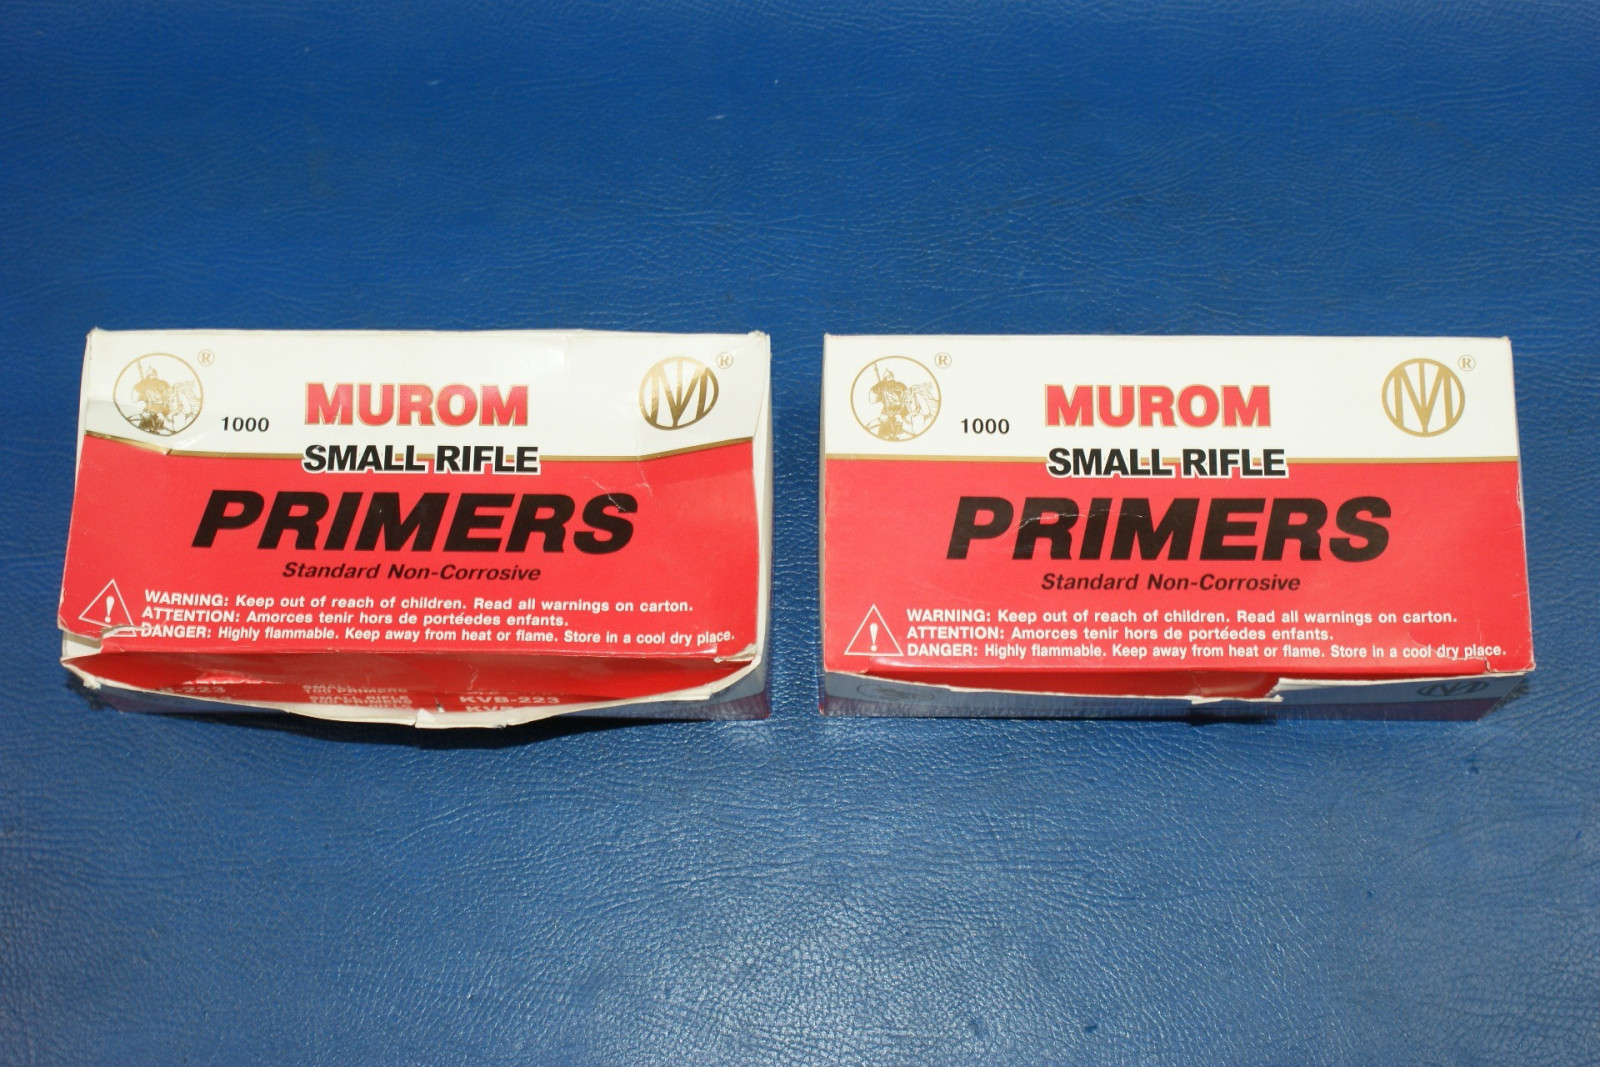 ®
®
1000
MUROM
SMALL RIFLE
PRIMERS
Standard Non-Corrosive
WARNING: Keep out of reach of children. Read all warnings on carton.
ATTENTION: Amorces tenir hors de portéedes enfants.
DANGER: Highly flammable. Keep away from heat or flame. Store in a cool dry place.
-223
SMALL RIFLE
KVB-223
®
®
1000
MUROM
SMALL RIFLE
PRIMERS
Standard Non-Corrosive
WARNING: Keep out of reach of children. Read all warnings on carton.
ATTENTION: Amorces tenir hors de portéedes enfants.
DANGER: Highly flammable. Keep away from heat or flame. Store in a cool dry place.